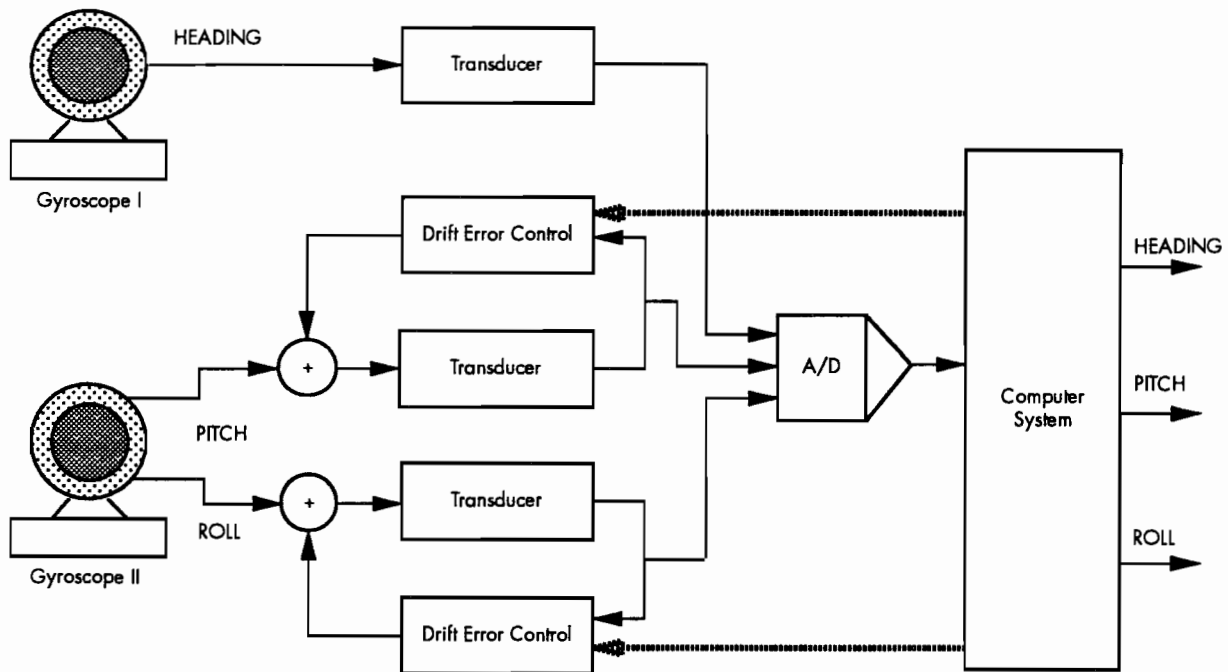 HEADING
Transducer
Gyroscope I
Drift Error Control
HEADING
+
Transducer
A/D
Computer
System
PITCH
PITCH
+
Transducer
ROLL
ROLL
Gyroscope II
Drift Error Control